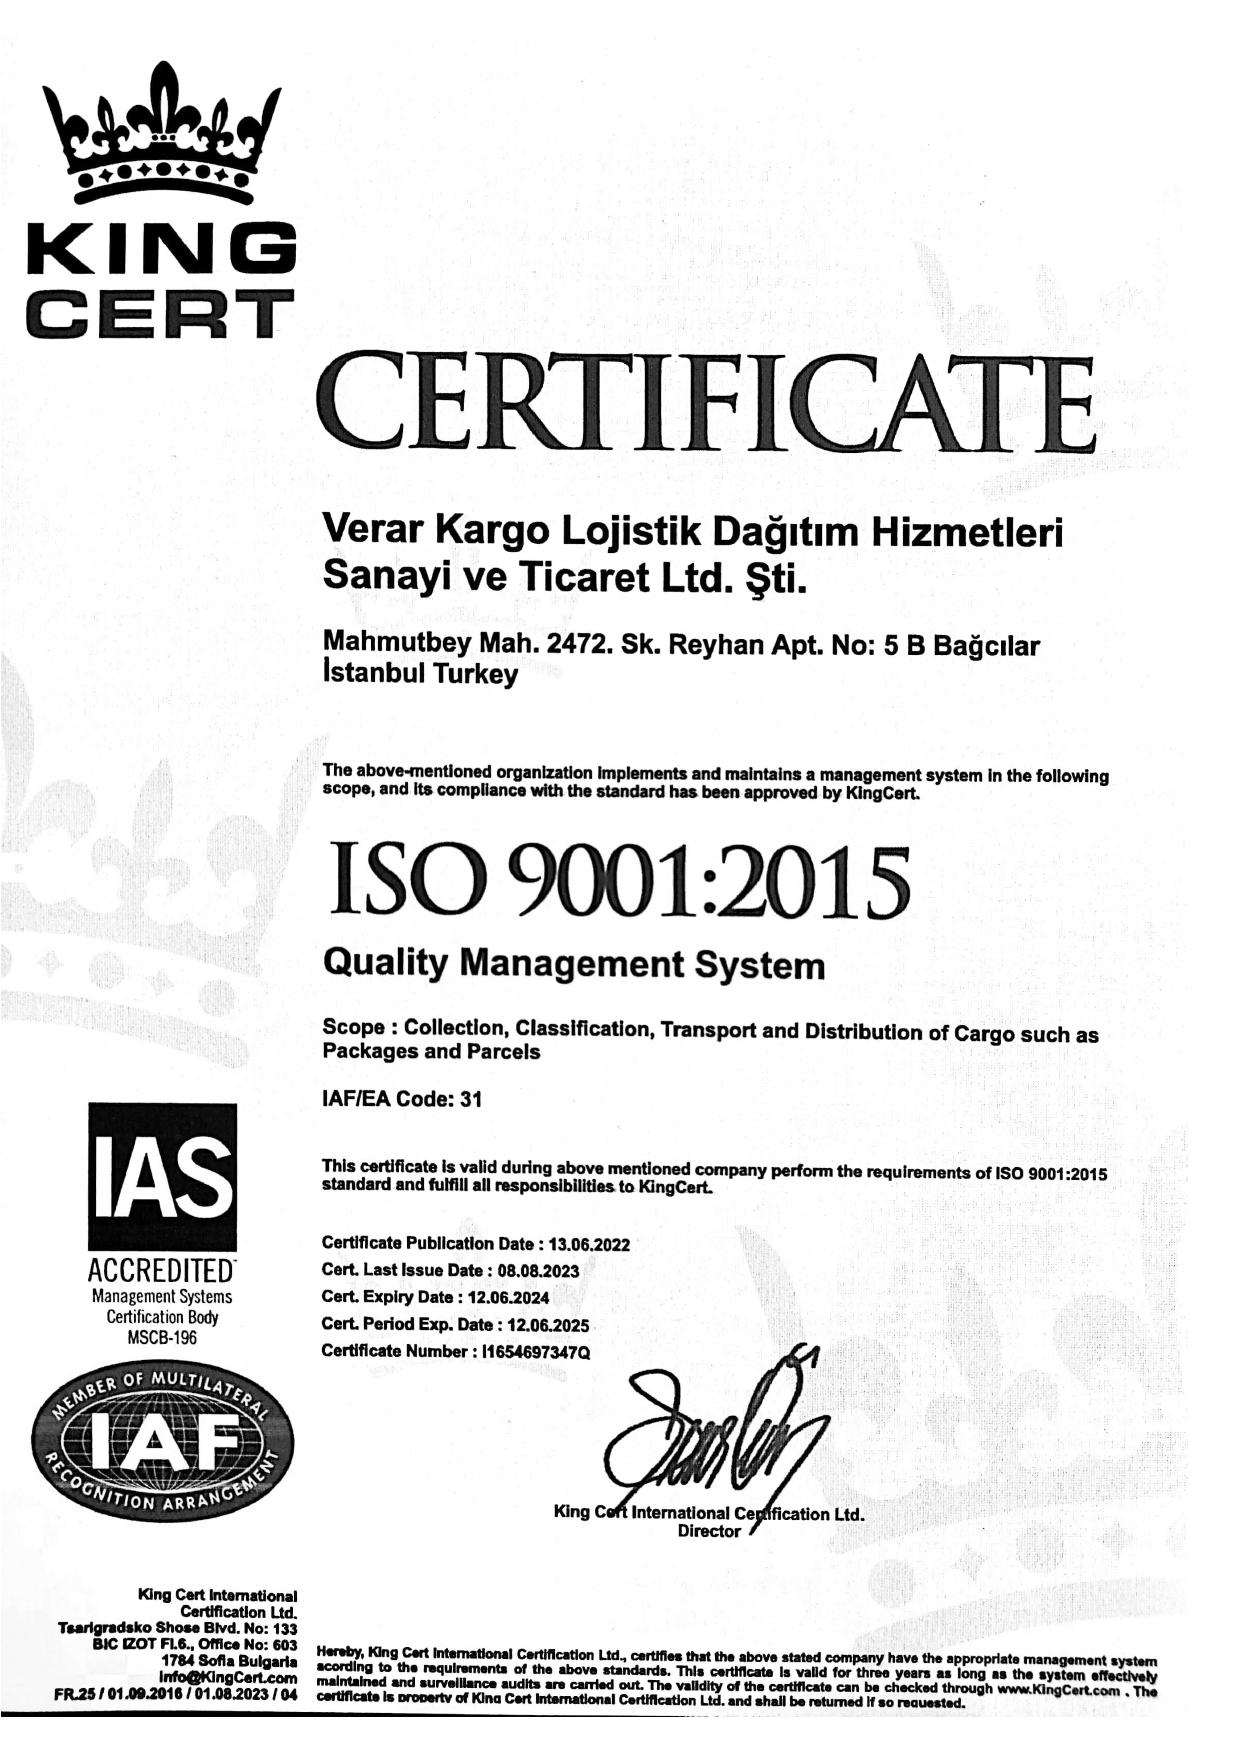 KING
CERT
CERTIFICATE
Verar Kargo Lojistik Dağıtım Hizmetleri
Sanayi ve Ticaret Ltd. Şti.
Mahmutbey Mah. 2472. Sk. Reyhan Apt. No: 5 B Bağcılar
İstanbul Turkey
The above-mentioned organization implements and maintains a management system in the following
scope, and its compliance with the standard has been approved by KingCert.
ISO 9001:2015
Quality Management System
Scope : Collection, Classification, Transport and Distribution of Cargo such as
Packages and Parcels
IAF/EA Code: 31
This certificate is valid during above mentioned company perform the requirements of ISO 9001:2015
standard and fulfill all responsibilities to KingCert.
Certificate Publication Date : 13.06.2022
Cert. Last Issue Date : 08.08.2023
Cert. Expiry Date : 12.06.2024
Cert. Period Exp. Date : 12.06.2025
Certificate Number : I1654697347Q
King Cert International Certification Ltd.
Director
IAS
ACCREDITED™
Management Systems
Certification Body
MSCB-196
MEMBER OF MULTILATERAL
IAF
RECOGNITION ARRANGEMENT
King Cert International
Certification Ltd.
Tsarigradsko Shose Blvd. No: 133
BIC IZOT Fl.6., Office No: 603
1784 Sofia Bulgaria
Info@KingCert.com
FR.25 / 01.09.2016 / 01.08.2023 / 04
Hereby, King Cert International Certification Ltd., certifies that the above stated company have the appropriate management system
acording to the requirements of the above standards. This certificate is valid for three years as long as the system effectively
maintained and surveillance audits are carried out. The validity of the certificate can be checked through www.KingCert.com . The
certificate is property of King Cert International Certification Ltd. and shall be returned if so requested.